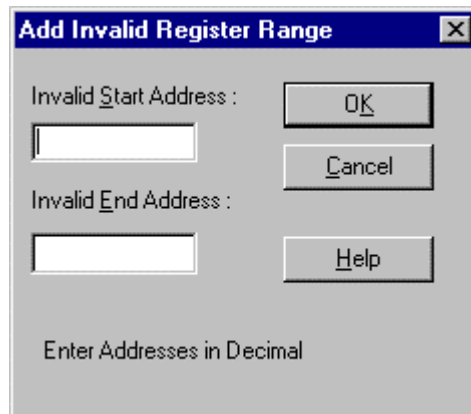 Add Invalid Register Range
Invalid Start Address :
OK
Cancel
Invalid End Address :
Help
Enter Addresses in Decimal